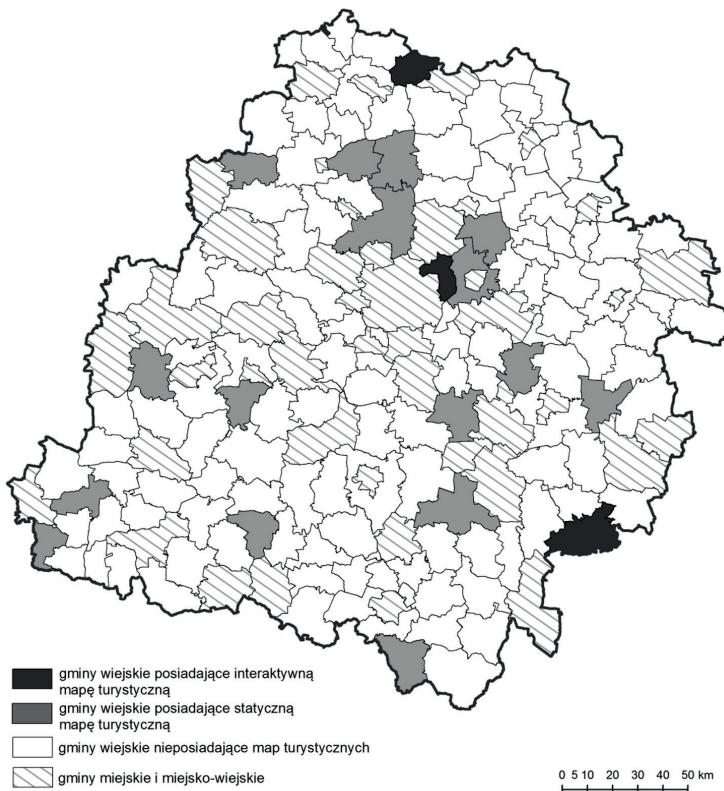 gminy wiejskie posiadające interaktywną
mapę turystyczną
gminy wiejskie posiadające statyczną
mapę turystyczną
gminy wiejskie nieposiadające map turystycznych
gminy miejskie i miejsko-wiejskie
0 5 10 20 30 40 50 km